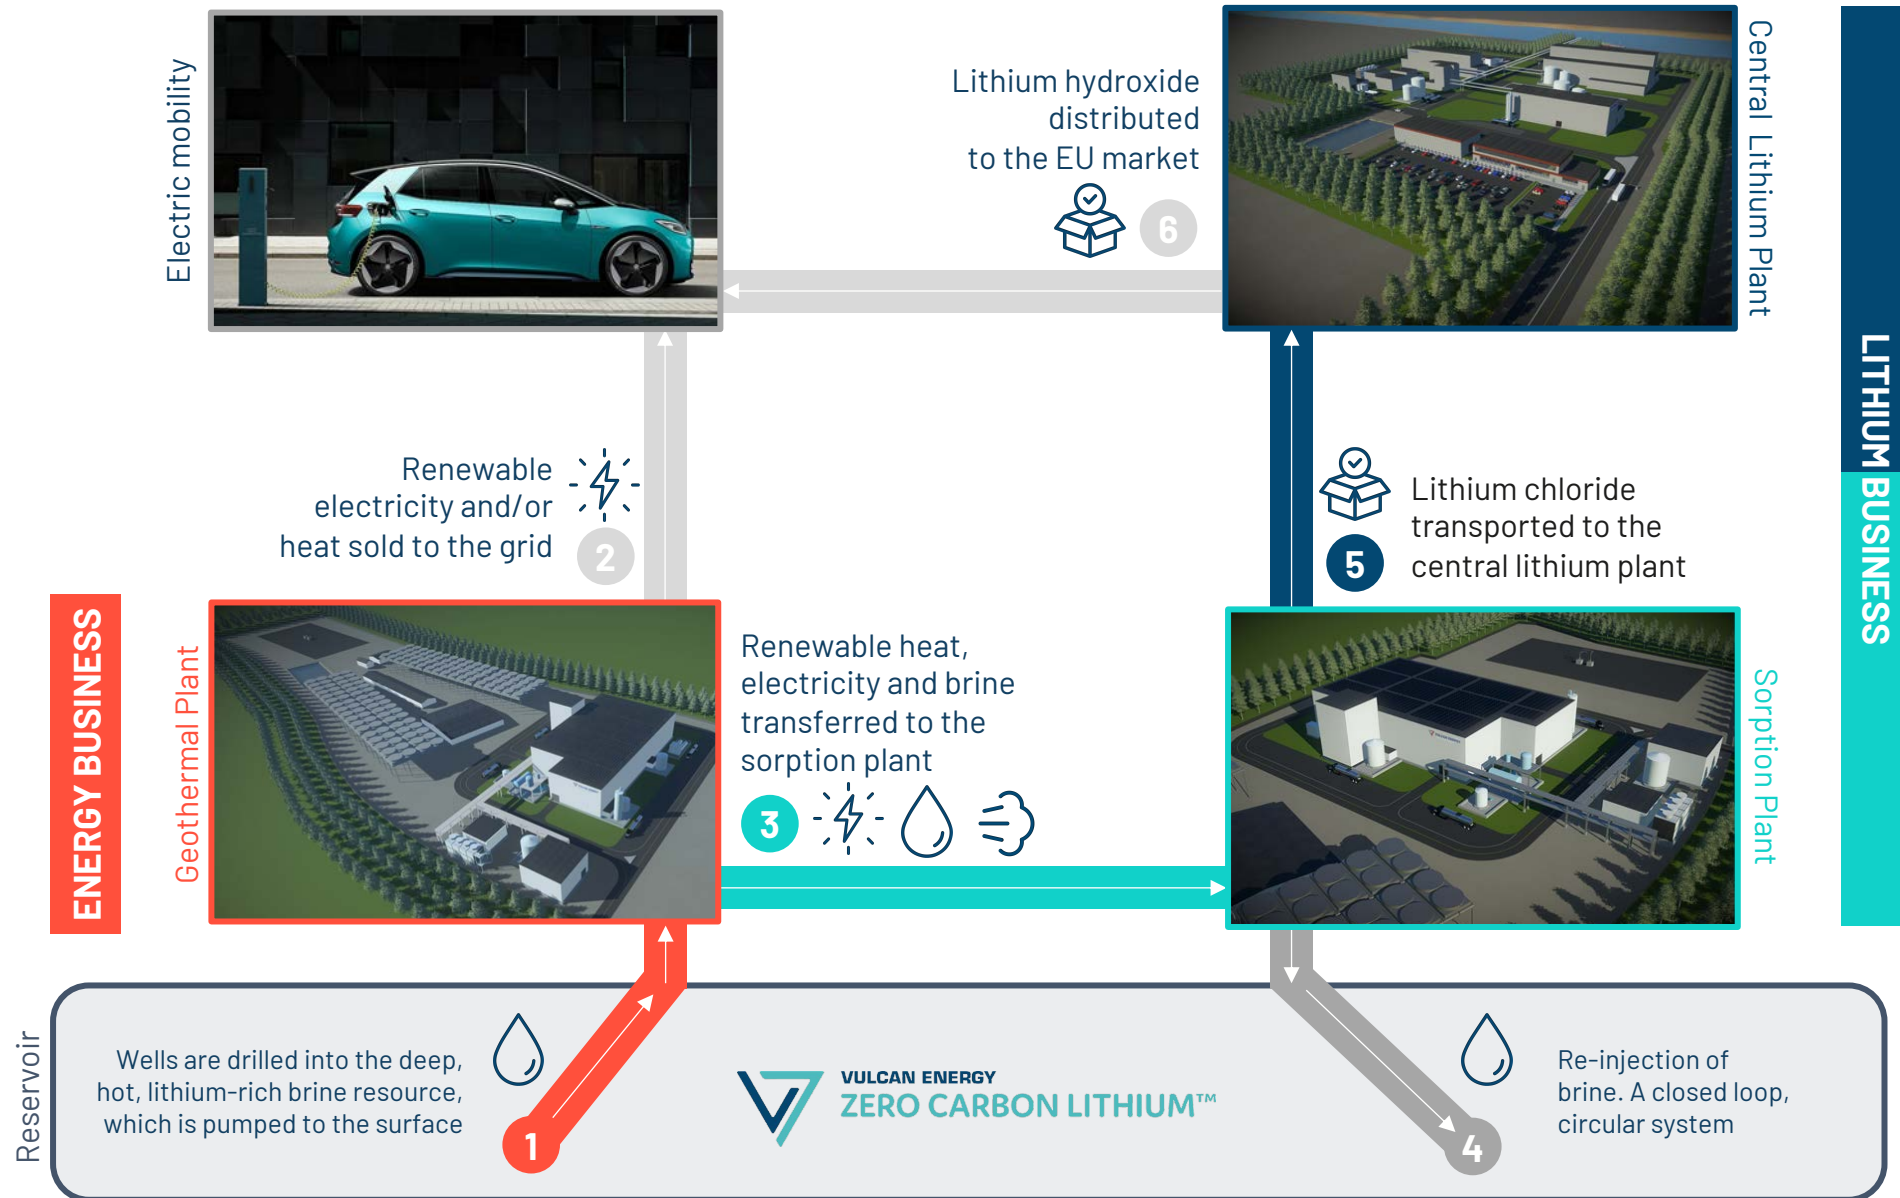 Electric mobility
Lithium hydroxide
distributed
to the EU market
6
Central Lithium Plant
LITHIUM BUSINESS
Renewable
electricity and/or
heat sold to the grid
2
Lithium chloride
transported to the
central lithium plant
5
ENERGY BUSINESS
Geothermal Plant
Renewable heat,
electricity and brine
transferred to the
sorption plant
3
Sorption Plant
Reservoir
Wells are drilled into the deep,
hot, lithium-rich brine resource,
which is pumped to the surface
1
VULCAN ENERGY
ZERO CARBON LITHIUM™
4
Re-injection of
brine. A closed loop,
circular system